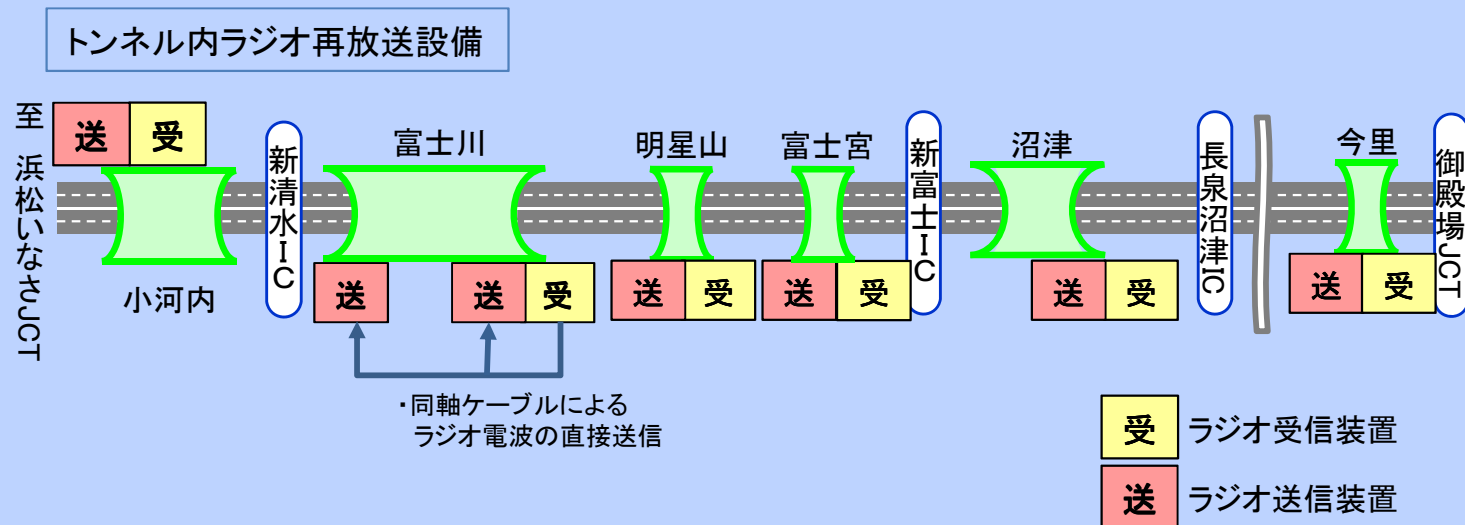 トンネル内ラジオ再放送設備
至 浜松いなさJCT
送 受
小河内
新清水IC
富士川
送
送 受
明星山
送 受
富士宮
送 受
新富士IC
沼津
送 受
長泉沼津IC
今里
送 受
御殿場JCT
・同軸ケーブルによる
ラジオ電波の直接送信
受 ラジオ受信装置
送 ラジオ送信装置